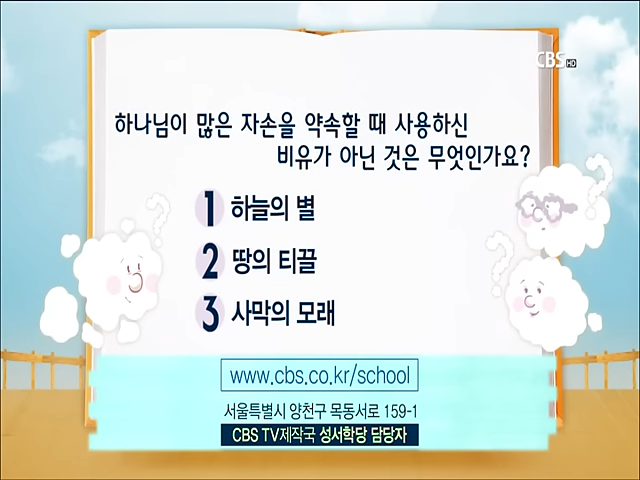 CBS HD
하나님이 많은 자손을 약속할 때 사용하신
비유가 아닌 것은 무엇인가요?
1 하늘의 별
2 땅의 티끌
3 사막의 모래
www.cbs.co.kr/school
서울특별시 양천구 목동서로 159-1
CBS TV제작국 성서학당 담당자